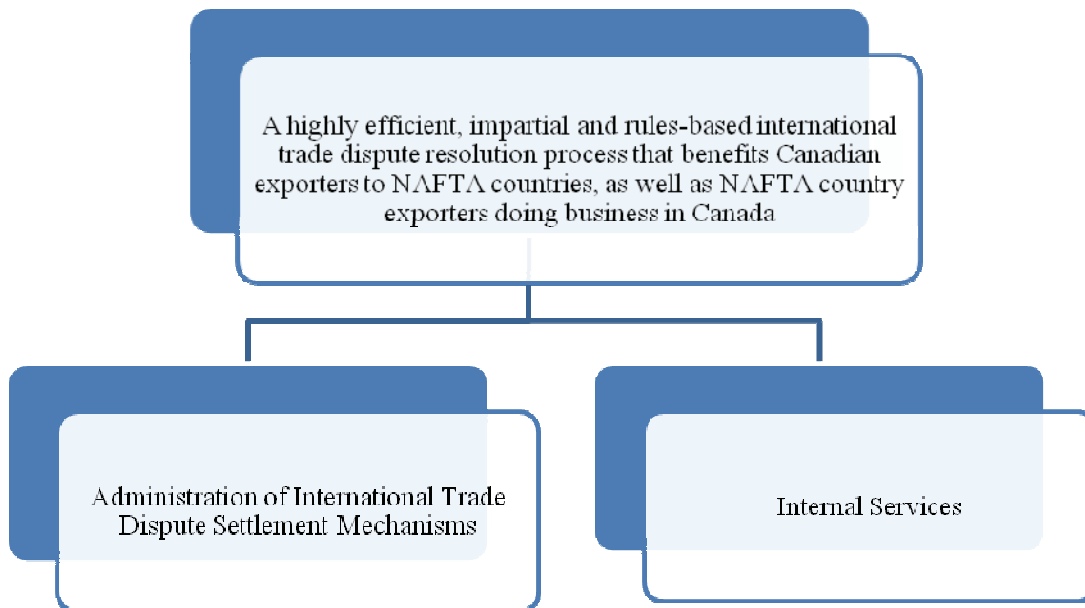 A highly efficient, impartial and rules-based international
trade dispute resolution process that benefits Canadian
exporters to NAFTA countries, as well as NAFTA country
exporters doing business in Canada
Administration of International Trade
Dispute Settlement Mechanisms
Internal Services